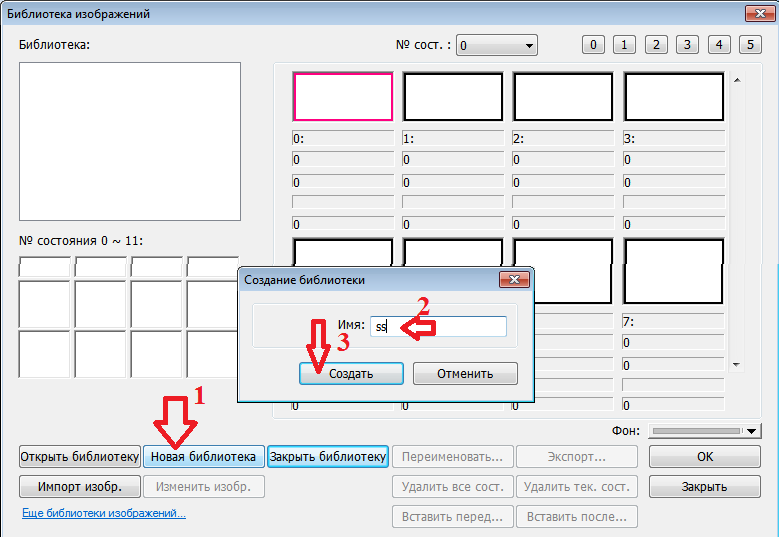 Библиотека изображений
Библиотека:
№ сост. : 0 0 1 2 3 4 5
0: 1: 2: 3:
0 0 0 0
0 0 0 0
0 0 0 0
№ состояния 0 ~ 11:
Создание библиотеки
Имя: ss 2
3
Создать Отменить
7:
0
0
0 0 0 0
1
Фон:
Открыть библиотеку Новая библиотека Закрыть библиотеку Переименовать... Экспорт... OK
Импорт изобр. Изменить изобр. Удалить все сост. Удалить тек. сост. Закрыть
Еще библиотеки изображений... Вставить перед... Вставить после...